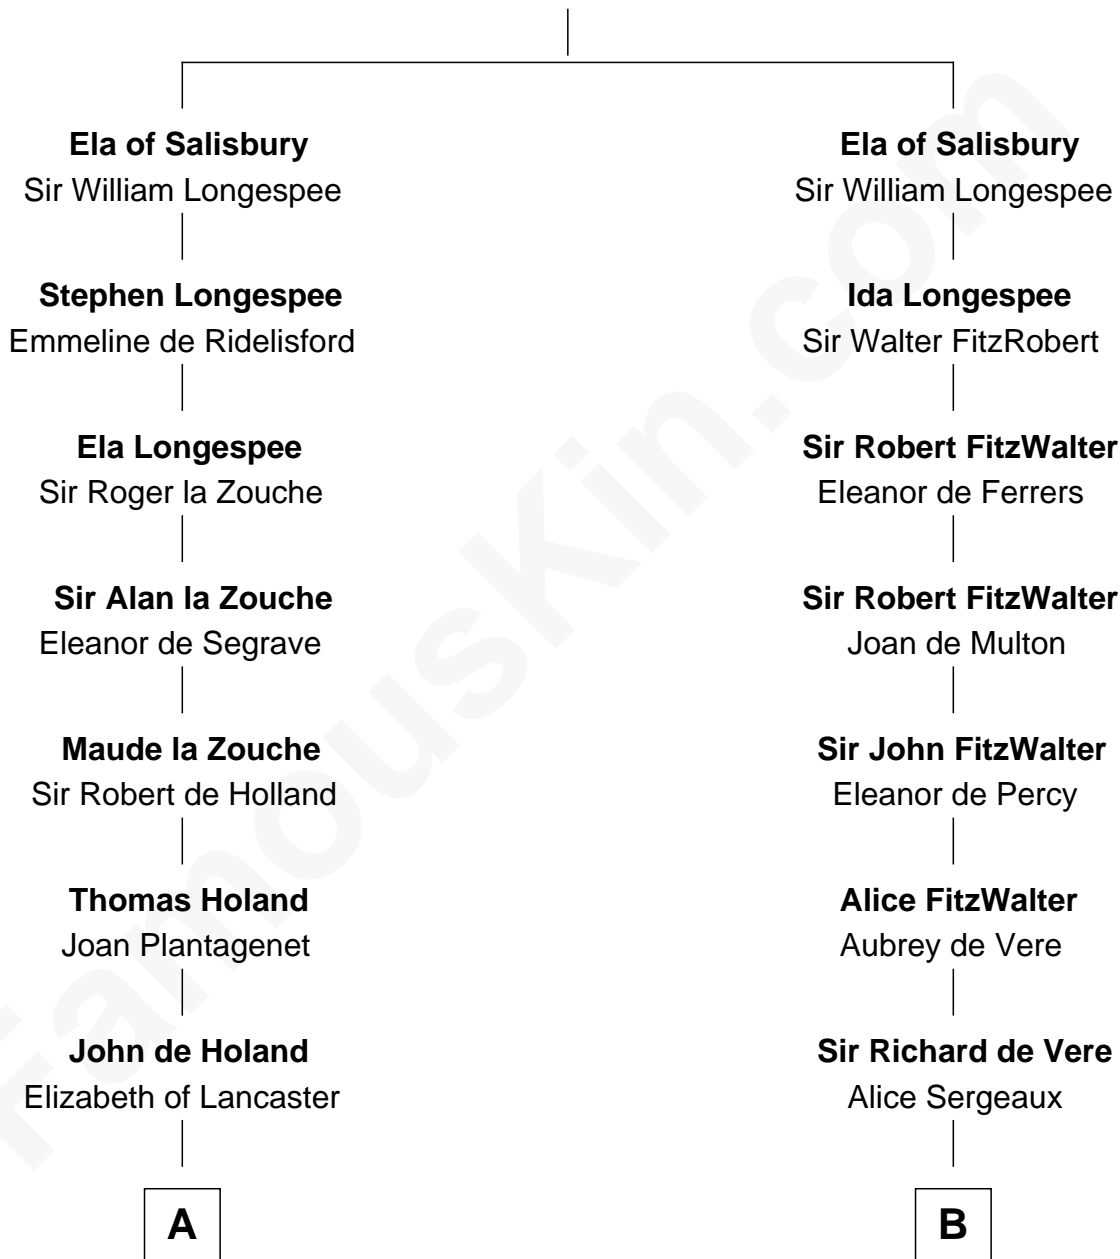 Ela of Salisbury
Sir William Longespee
Stephen Longespee
Emmeline de Ridelisford
Ela Longespee
Sir Roger la Zouche
Sir Alan la Zouche
Eleanor de Segrave
Maude la Zouche
Sir Robert de Holland
Thomas Holand
Joan Plantagenet
John de Holand
Elizabeth of Lancaster
A
Ela of Salisbury
Sir William Longespee
Ida Longespee
Sir Walter FitzRobert
Sir Robert FitzWalter
Eleanor de Ferrers
Sir Robert FitzWalter
Joan de Multon
Sir John FitzWalter
Eleanor de Percy
Alice FitzWalter
Aubrey de Vere
Sir Richard de Vere
Alice Sergeaux
B
FamousKin.com